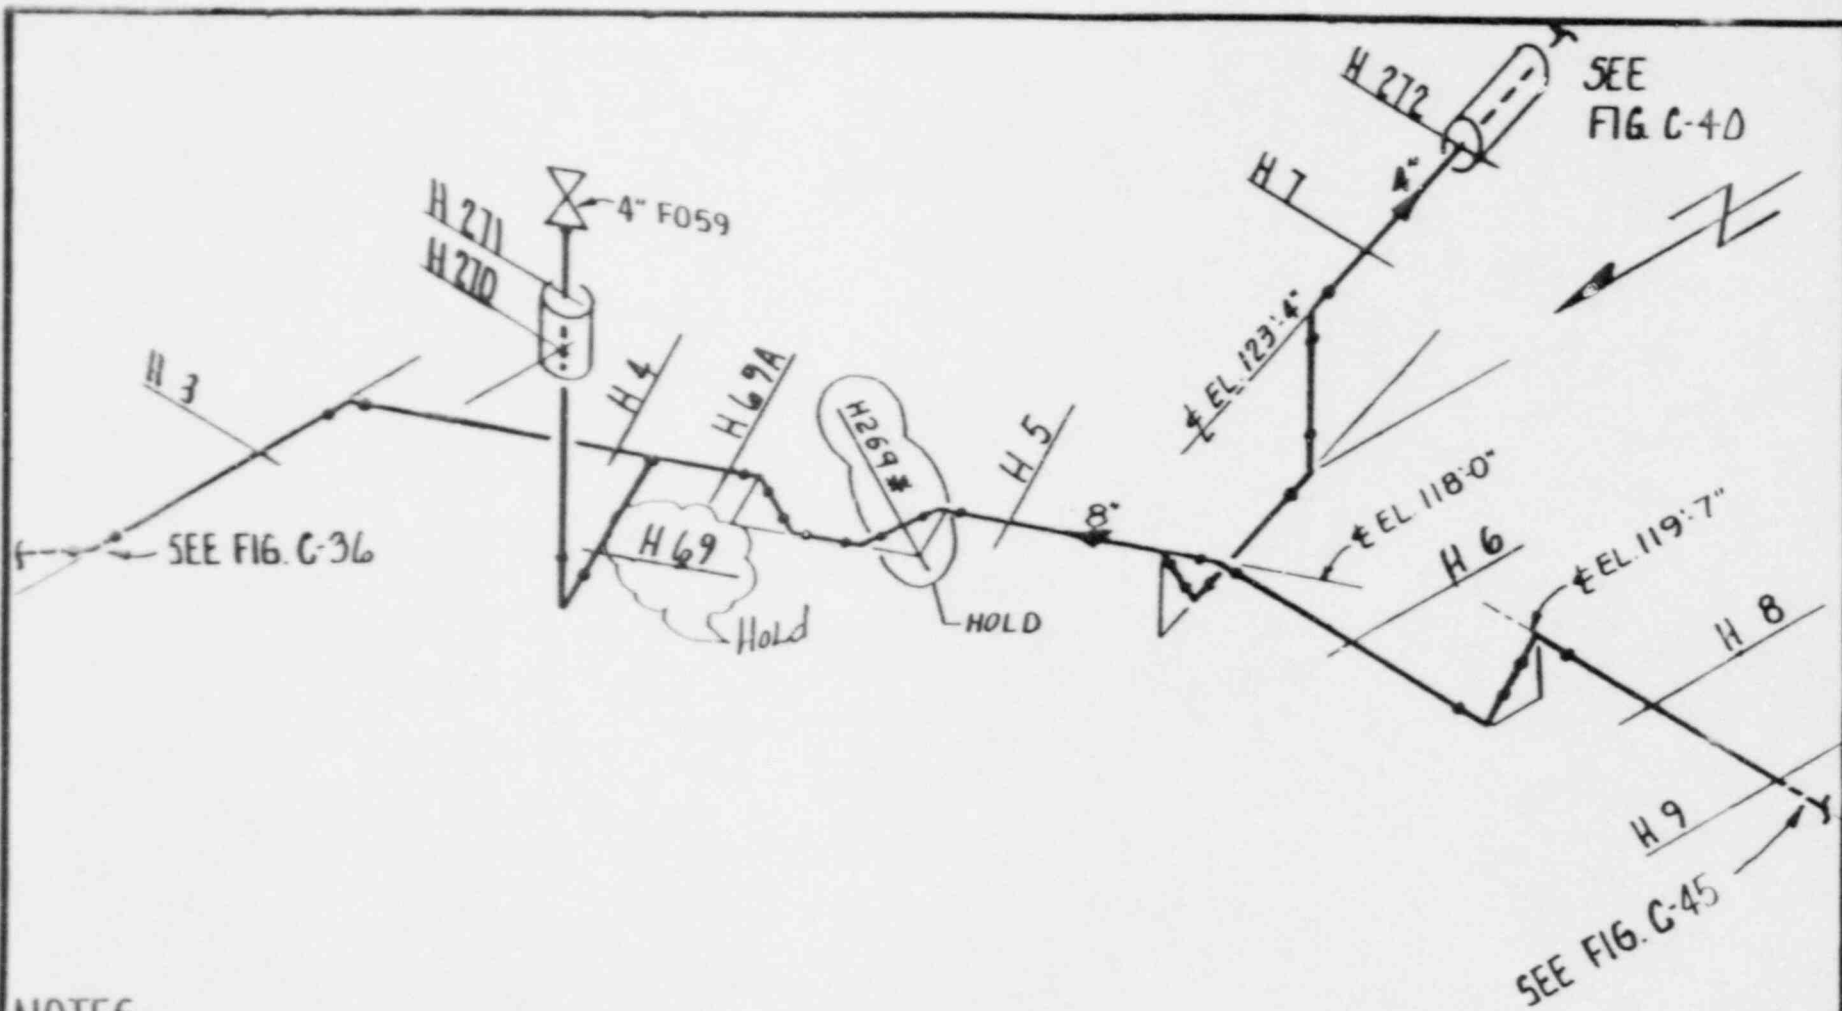 SEE
FIG. C-40
H 272
H 7
4"
4" F059
H 271
H 270
H 3
H 4
H 69A
H269#
H 5
℄ EL. 123'-4"
8"
℄ EL 118'-0"
H 6
℄ EL. 119'-7"
H 8
SEE FIG. C-36
H 69
Hold
HOLD
H 9
SEE FIG. C-45
NOTES